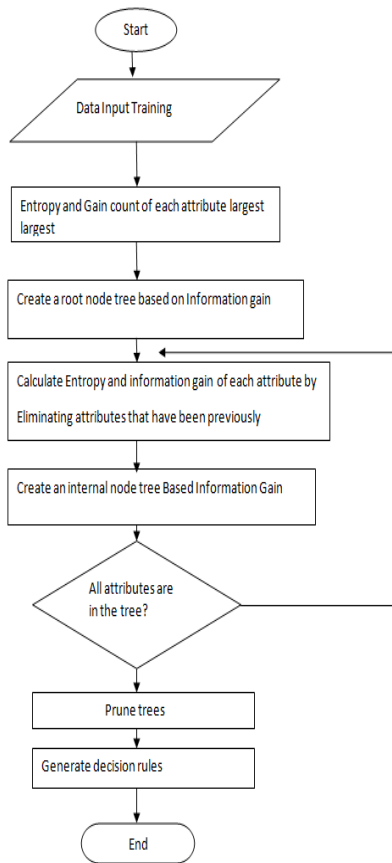 Start
Data Input Training
Entropy and Gain count of each attribute largest
largest
Create a root node tree based on Information gain
Calculate Entropy and information gain of each attribute by
Eliminating attributes that have been previously
Create an internal node tree Based Information Gain
All attributes are
in the tree?
Prune trees
Generate decision rules
End